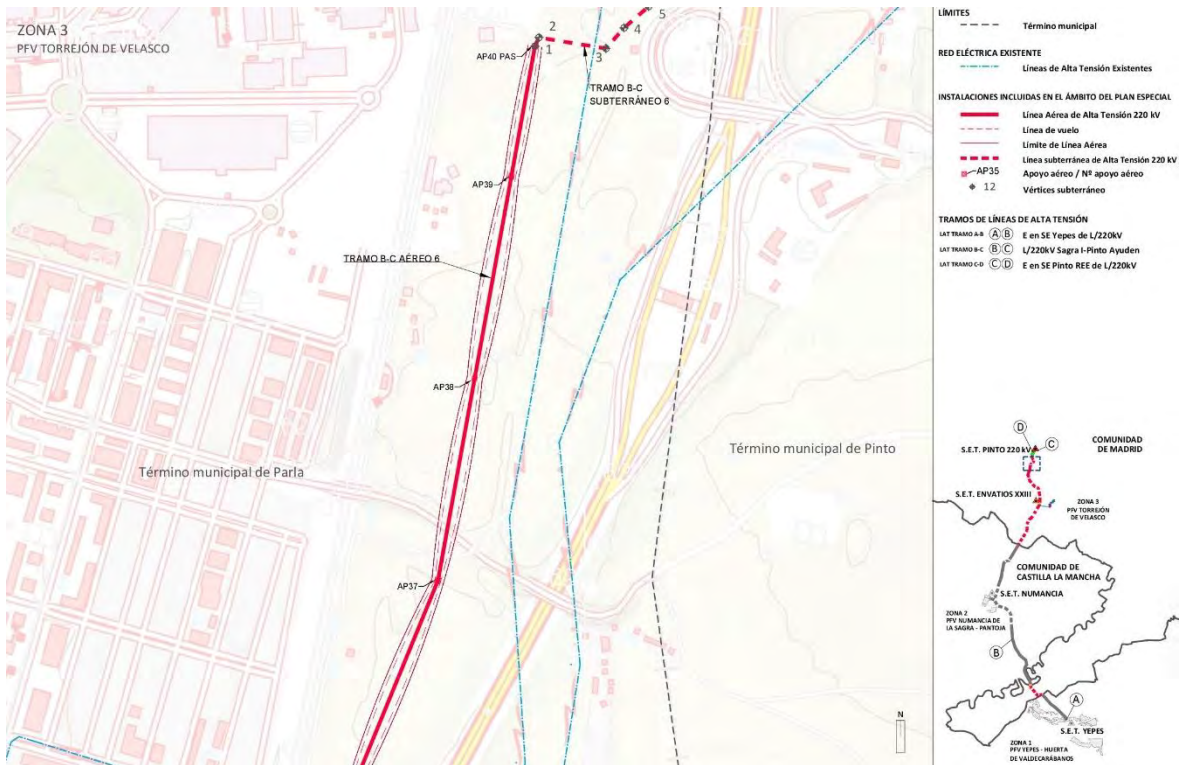 ZONA 3
PFV TORREJÓN DE VELASCO
AP40 PAS
1
2
3
4
5
TRAMO B-C
SUBTERRÁNEO 6
AP39
TRAMO B-C AÉREO 6
AP38
Término municipal de Parla
Término municipal de Pinto
AP37
LÍMITES
Término municipal
RED ELÉCTRICA EXISTENTE
Líneas de Alta Tensión Existentes
INSTALACIONES INCLUIDAS EN EL ÁMBITO DEL PLAN ESPECIAL
Línea Aérea de Alta Tensión 220 kV
Línea de vuelo
Límite de Línea Aérea
Línea subterránea de Alta Tensión 220 kV
AP35 Apoyo aéreo / Nº apoyo aéreo
12 Vértices subterráneo
TRAMOS DE LÍNEAS DE ALTA TENSIÓN
LAT TRAMO A-B A B E en SE Yepes de L/220kV
LAT TRAMO B-C B C L/220kV Sagra I-Pinto Ayuden
LAT TRAMO C-D C D E en SE Pinto REE de L/220kV
D
C
S.E.T. PINTO 220 kV
COMUNIDAD
DE MADRID
S.E.T. ENVATIOS XXIII
ZONA 3
PFV TORREJÓN
DE VELASCO
COMUNIDAD DE
CASTILLA LA MANCHA
S.E.T. NUMANCIA
ZONA 2
PFV NUMANCIA DE
LA SAGRA - PANTOJA
B
A
S.E.T. YEPES
ZONA 1
PFV YEPES - HUERTA
DE VALDECARÁBANOS
N